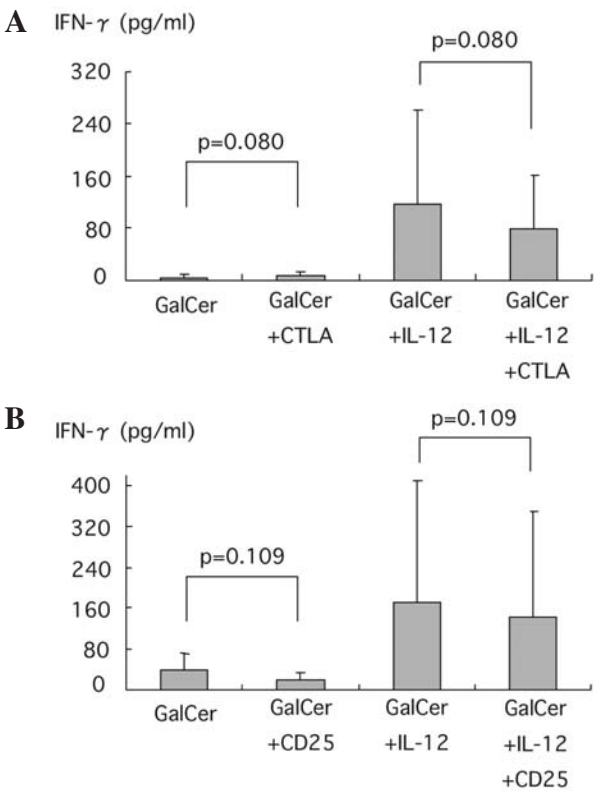 A
IFN-γ (pg/ml)
p=0.080
320
240
160
80
0
p=0.080
GalCer
GalCer
+CTLA
GalCer
+IL-12
GalCer
+IL-12
+CTLA
B
IFN-γ (pg/ml)
p=0.109
400
320
240
160
80
0
p=0.109
GalCer
GalCer
+CD25
GalCer
+IL-12
GalCer
+IL-12
+CD25